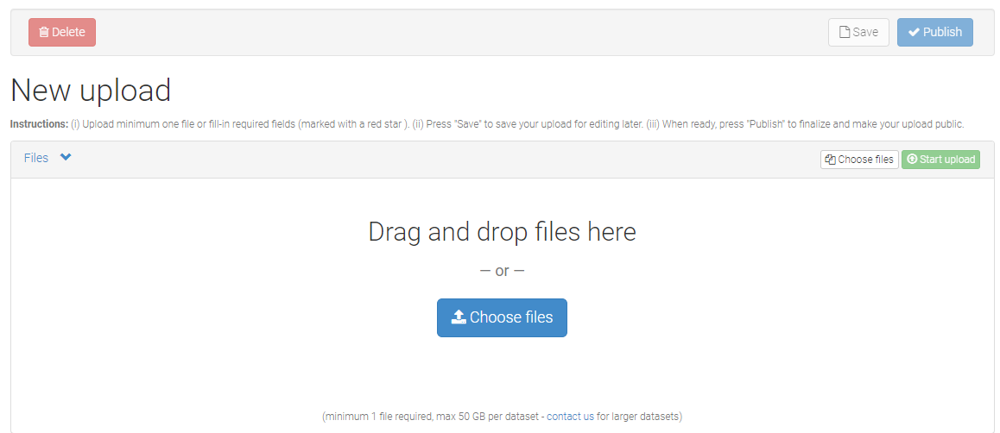 Delete
Save
Publish
New upload
Instructions: (i) Upload minimum one file or fill-in required fields (marked with a red star ). (ii) Press "Save" to save your upload for editing later. (iii) When ready, press "Publish" to finalize and make your upload public.
Files
Choose files
Start upload
Drag and drop files here
— or —
Choose files
(minimum 1 file required, max 50 GB per dataset - contact us for larger datasets)